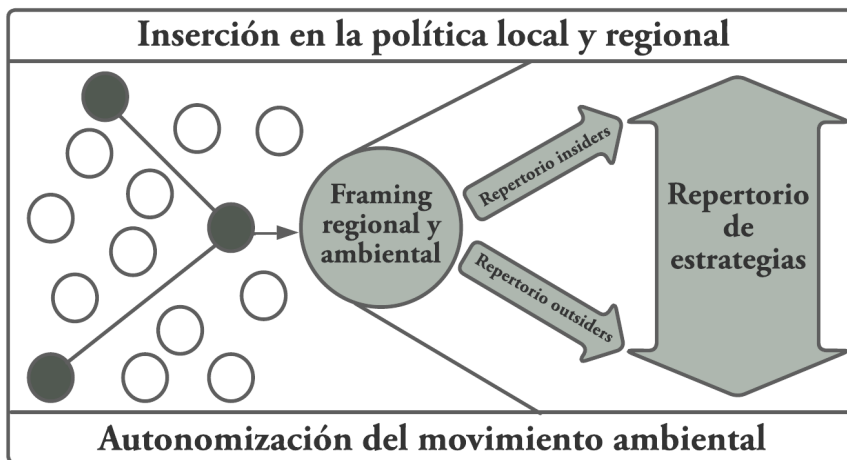 Inserción en la política local y regional
Framing
regional y
ambiental
Repertorio insiders
Repertorio outsiders
Repertorio
de
estrategias
Autonomización del movimiento ambiental